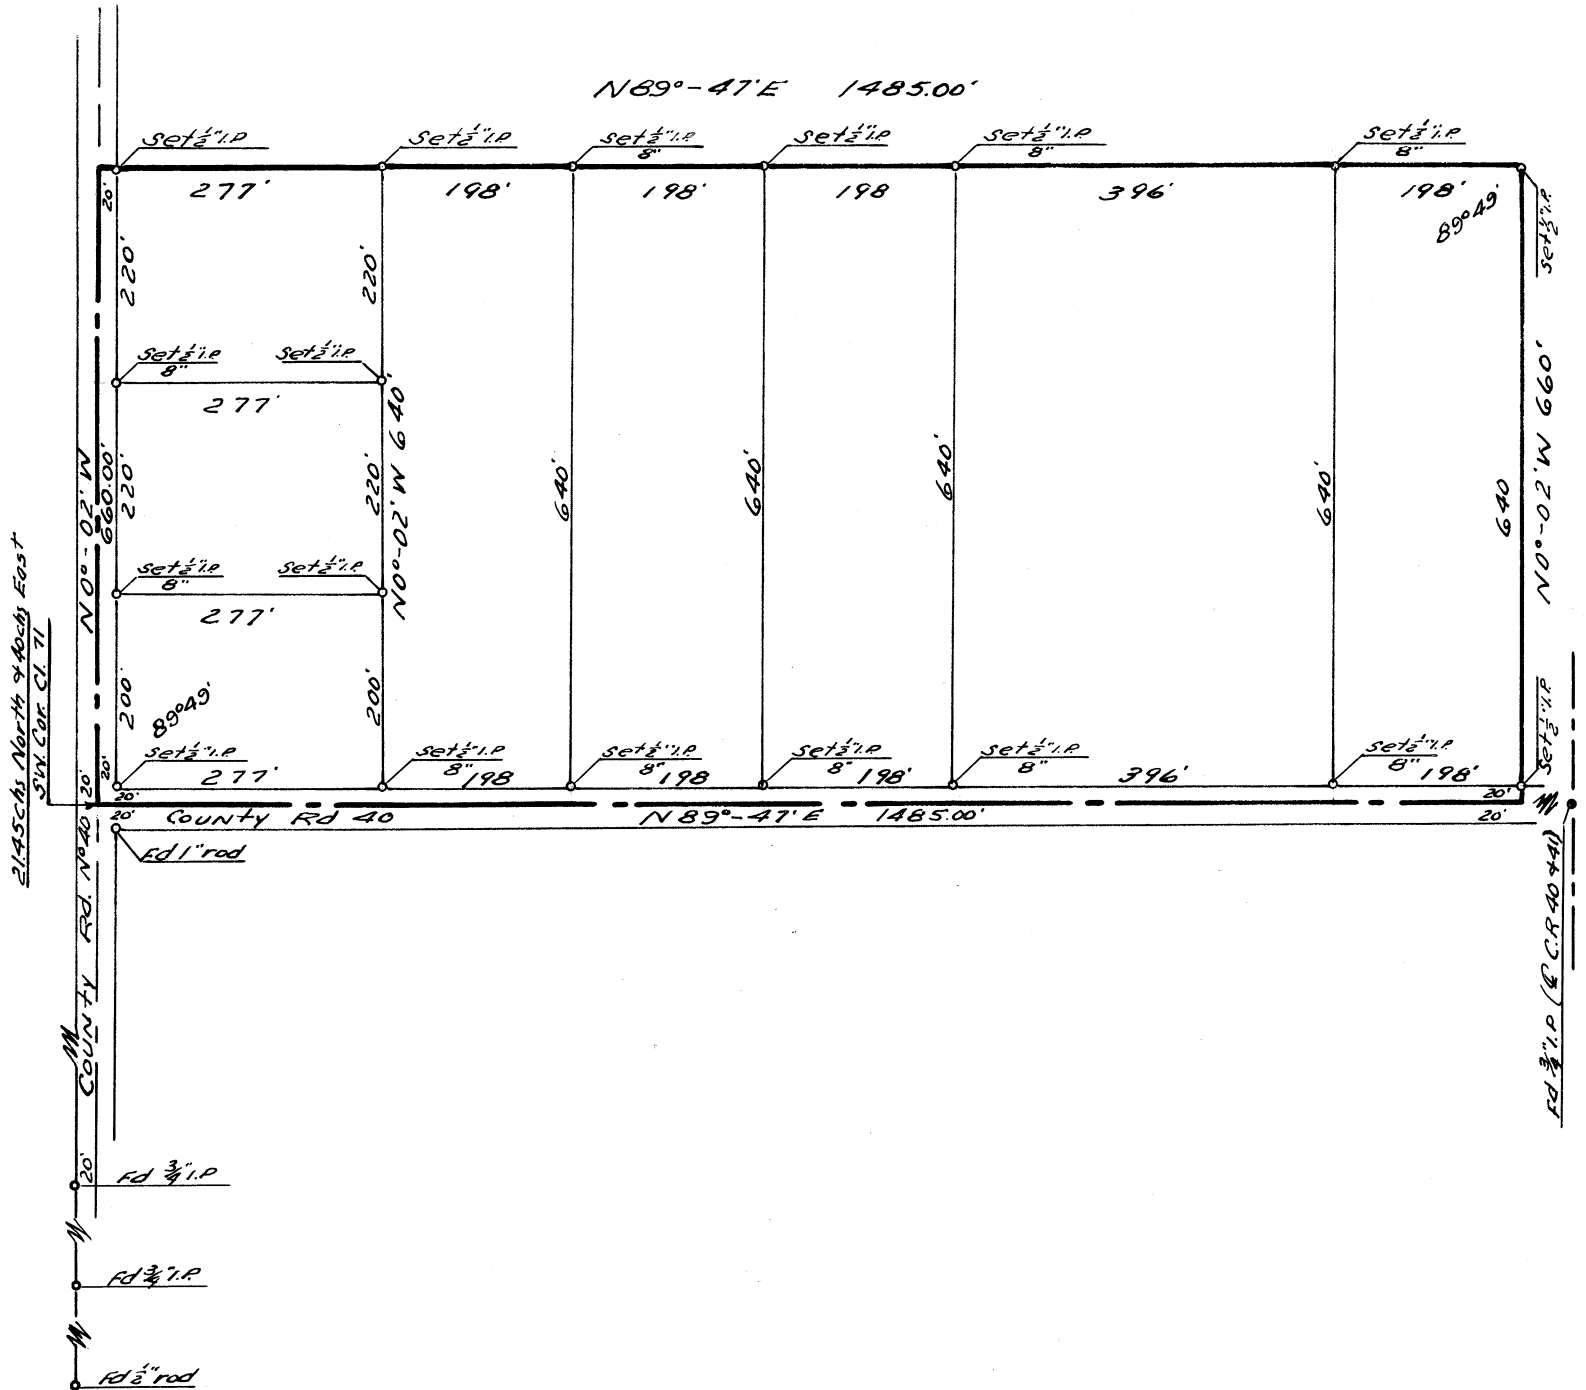 N89°-47'E 1485.00'
Set ½" I.P.
Set ½" I.P.
Set ½" I.P.
8"
Set ½" I.P.
Set ½" I.P.
8"
Set ½" I.P.
8"
20'
277'
198'
198'
198
396'
198'
89°49'
Set ½" I.P.
220'
220'
Set ½" I.P.
8"
Set ½" I.P.
277'
N0°-02'W
660.00'
220'
220'
N0°-02'W 640'
640'
640'
640'
640'
640
N0°-02'W 660'
Set ½" I.P.
8"
Set ½" I.P.
277'
21.45chs North & 40chs East
SW. Cor. Cl. 71
200'
89°49'
200'
Set ½" I.P.
Set ½" I.P.
8"
Set ½" I.P.
8"
Set ½" I.P.
8"
Set ½" I.P.
8"
Set ½" I.P.
8"
Set ½" I.P.
20'
20'
277'
198
198
198'
396'
198'
20'
20'
20'
County Rd 40
N89°-47'E 1485.00'
20'
Fd 1" rod
County Rd. Nº 40
Fd ¾" I.P. (℄ C.R 40 & 41)
20'
Fd ¾" I.P
Fd ¾" I.P.
Fd ½" rod